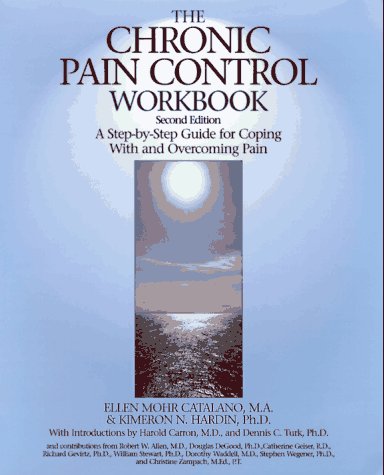 THE
CHRONIC
PAIN CONTROL
WORKBOOK
Second Edition
A Step-by-Step Guide for Coping
With and Overcoming Pain
ELLEN MOHR CATALANO, M.A.
& KIMERON N. HARDIN, Ph.D.
With Introductions by Harold Carron, M.D., and Dennis C. Turk, Ph.D.
and contributions from Robert W. Allen, M.D., Douglas DeGood, Ph.D.,Catherine Geiser, R.D.,
Richard Gevirtz, Ph.D., William Stewart, Ph.D., Dorothy Waddell, M.D., Stephen Wegener, Ph.D.,
and Christine Zampach, M.Ed., P.T.